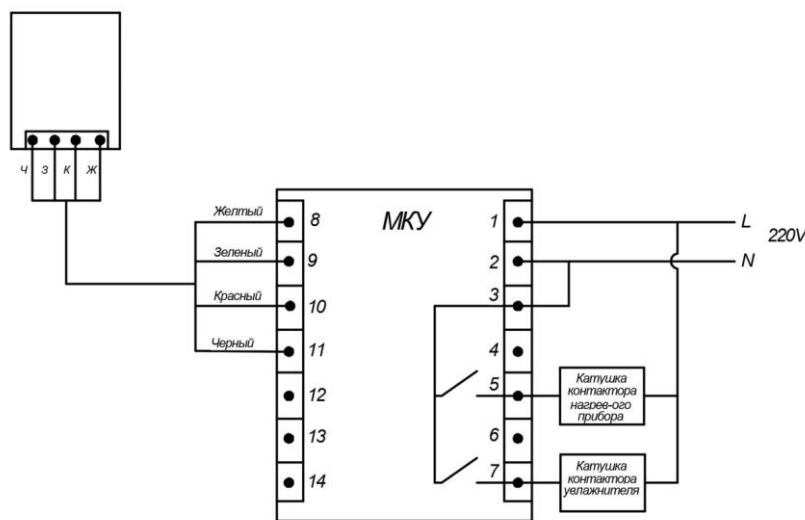 Ч З К Ж
Желтый
Зеленый
Красный
Черный
8
9
10
11
12
13
14
МКУ
1
2
3
4
5
6
7
L
220V
N
Катушка
контактора
нагрев-ого
прибора
Катушка
контактора
увлажнителя